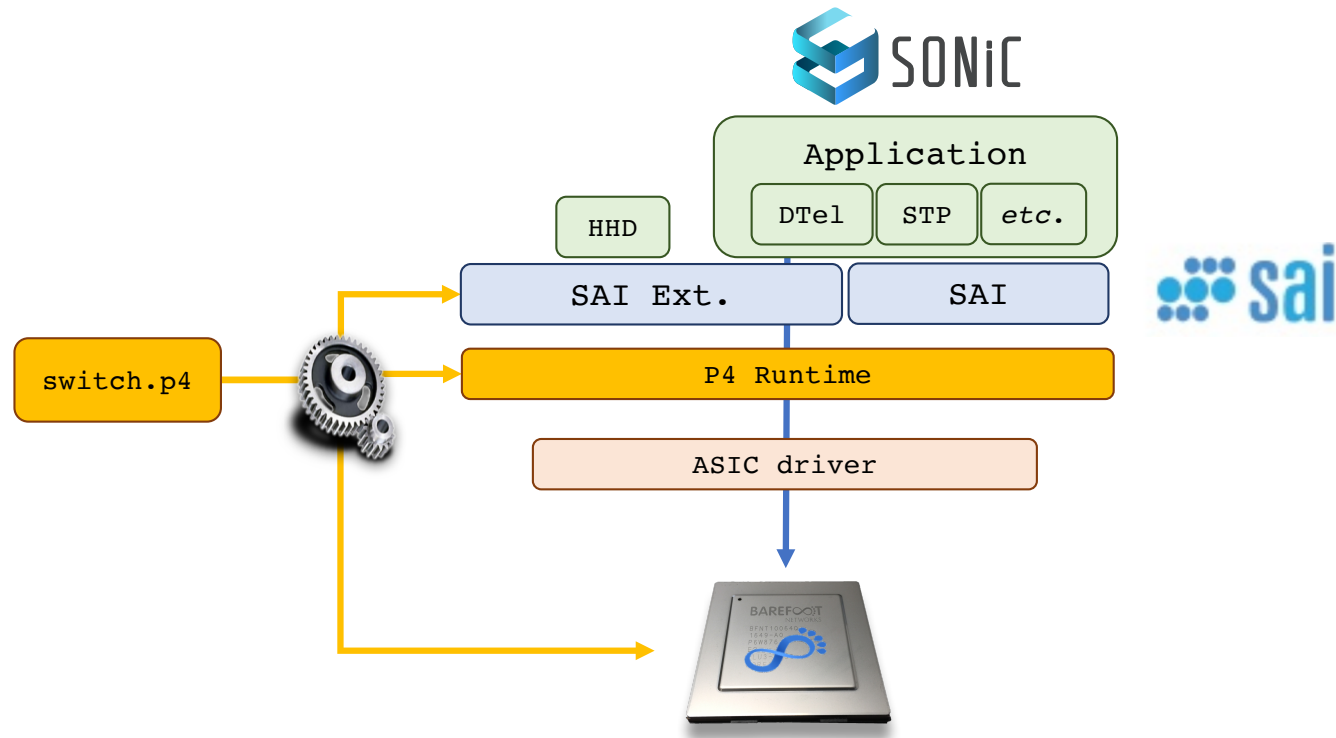 SONiC
Application
HHD
DTel
STP
etc.
SAI Ext.
SAI
sai
switch.p4
P4 Runtime
ASIC driver
BAREFOOT
NETWORKS